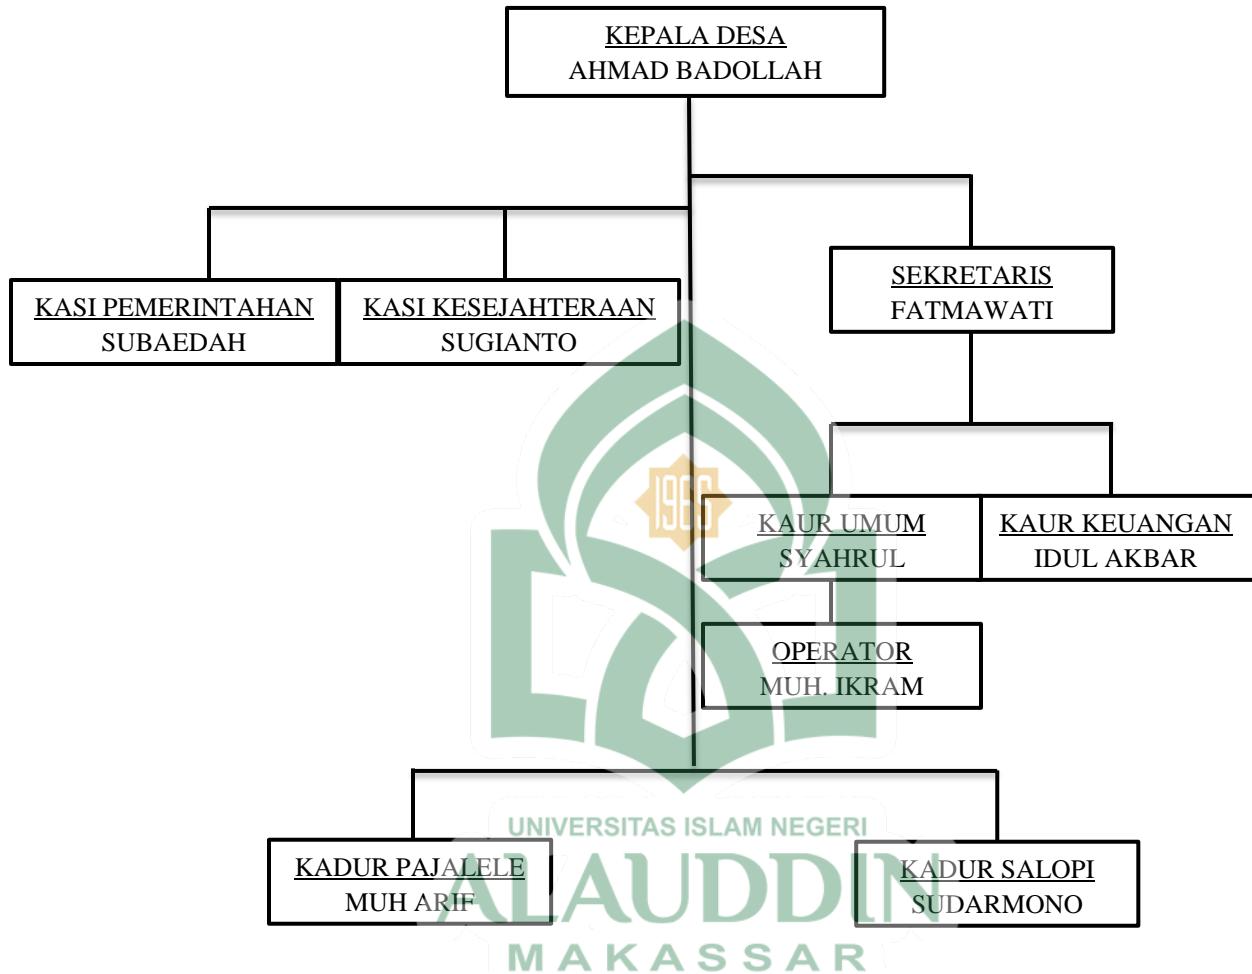 KEPALA DESA
AHMAD BADOLLAH
SEKRETARIS
FATMAWATI
KASI PEMERINTAHAN
SUBAEDAH
KASI KESEJAHTERAAN
SUGIANTO
1965
KAUR UMUM
SYAHRUL
KAUR KEUANGAN
IDUL AKBAR
OPERATOR
MUH. IKRAM
UNIVERSITAS ISLAM NEGERI
ALAUDDIN
MAKASSAR
KADUR PAJALELE
MUH ARIF
KADUR SALOPI
SUDARMONO